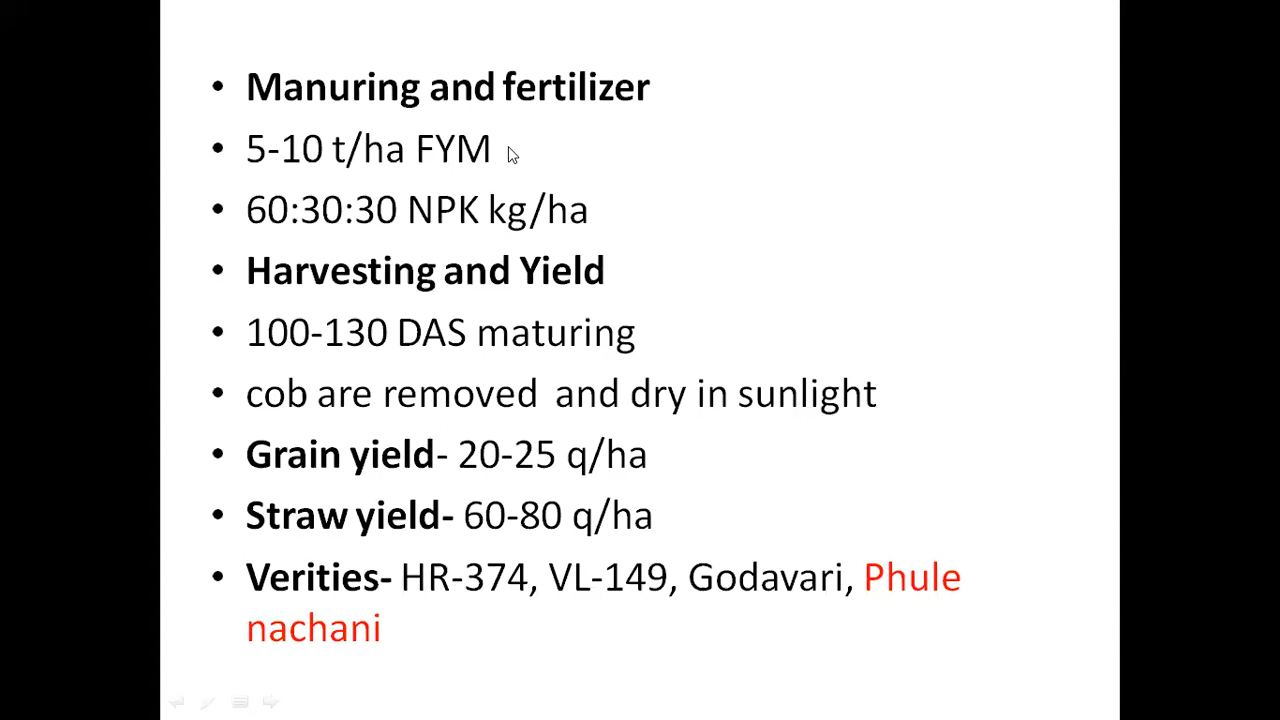 • Manuring and fertilizer
• 5-10 t/ha FYM
• 60:30:30 NPK kg/ha
• Harvesting and Yield
• 100-130 DAS maturing
• cob are removed and dry in sunlight
• Grain yield- 20-25 q/ha
• Straw yield- 60-80 q/ha
• Verities- HR-374, VL-149, Godavari, Phule
nachani